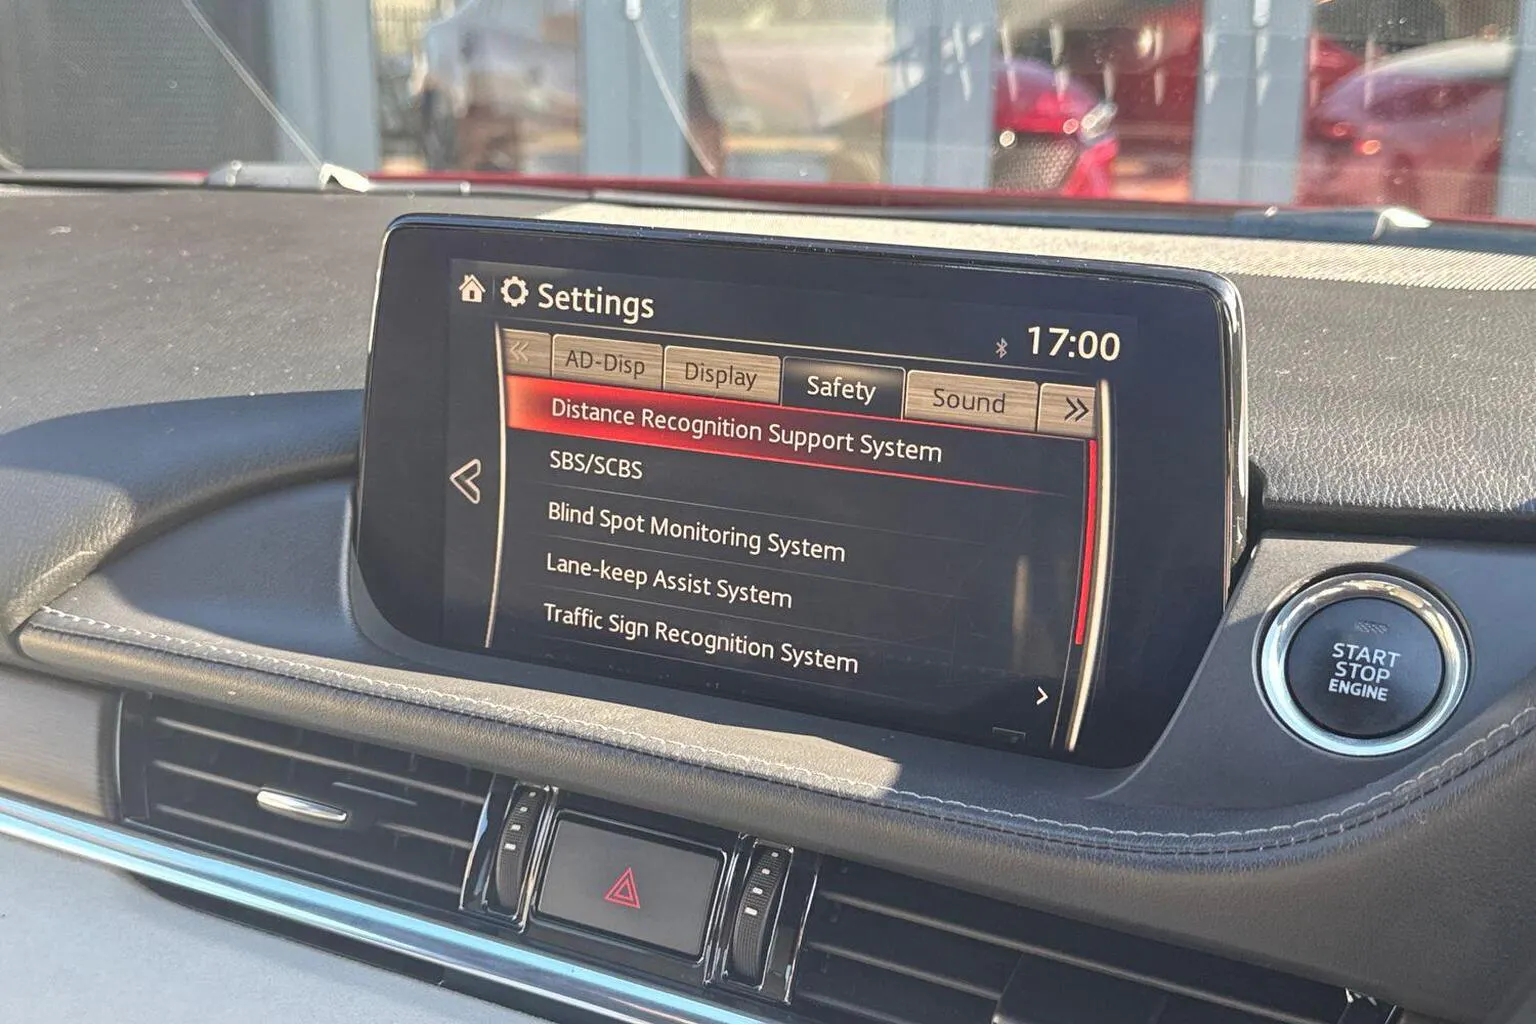 Settings
17:00
AD-Disp Display Safety Sound
Distance Recognition Support System
SBS/SCBS
Blind Spot Monitoring System
Lane-keep Assist System
Traffic Sign Recognition System
START
STOP
ENGINE